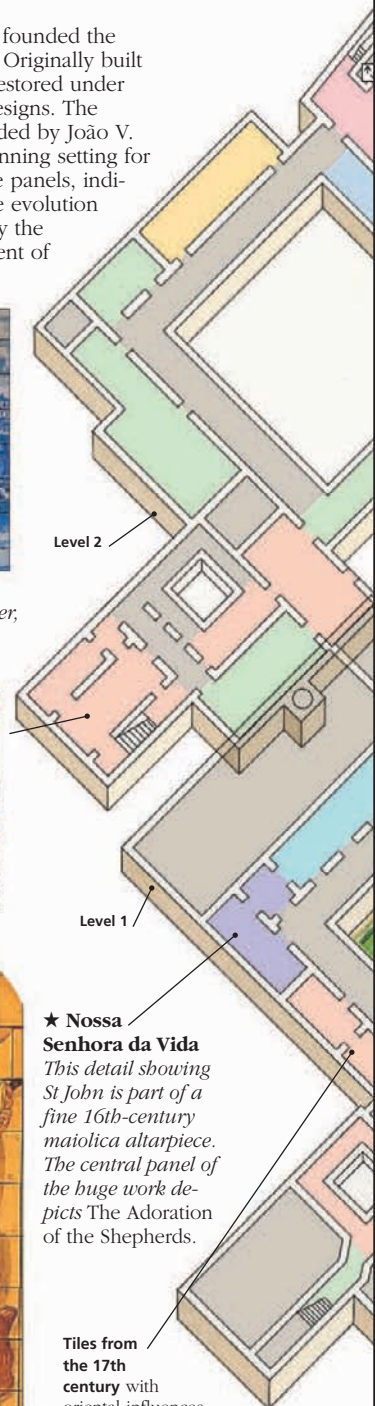 founded the
Originally built
estored under
esigns. The
ded by João V.
nning setting for
e panels, indi-
e evolution
y the
ent of
Level 2
er,
Level 1
★ Nossa
Senhora da Vida
This detail showing
St John is part of a
fine 16th-century
maiolica altarpiece.
The central panel of
the huge work de-
picts The Adoration
of the Shepherds.
Tiles from
the 17th
century with
oriental influences